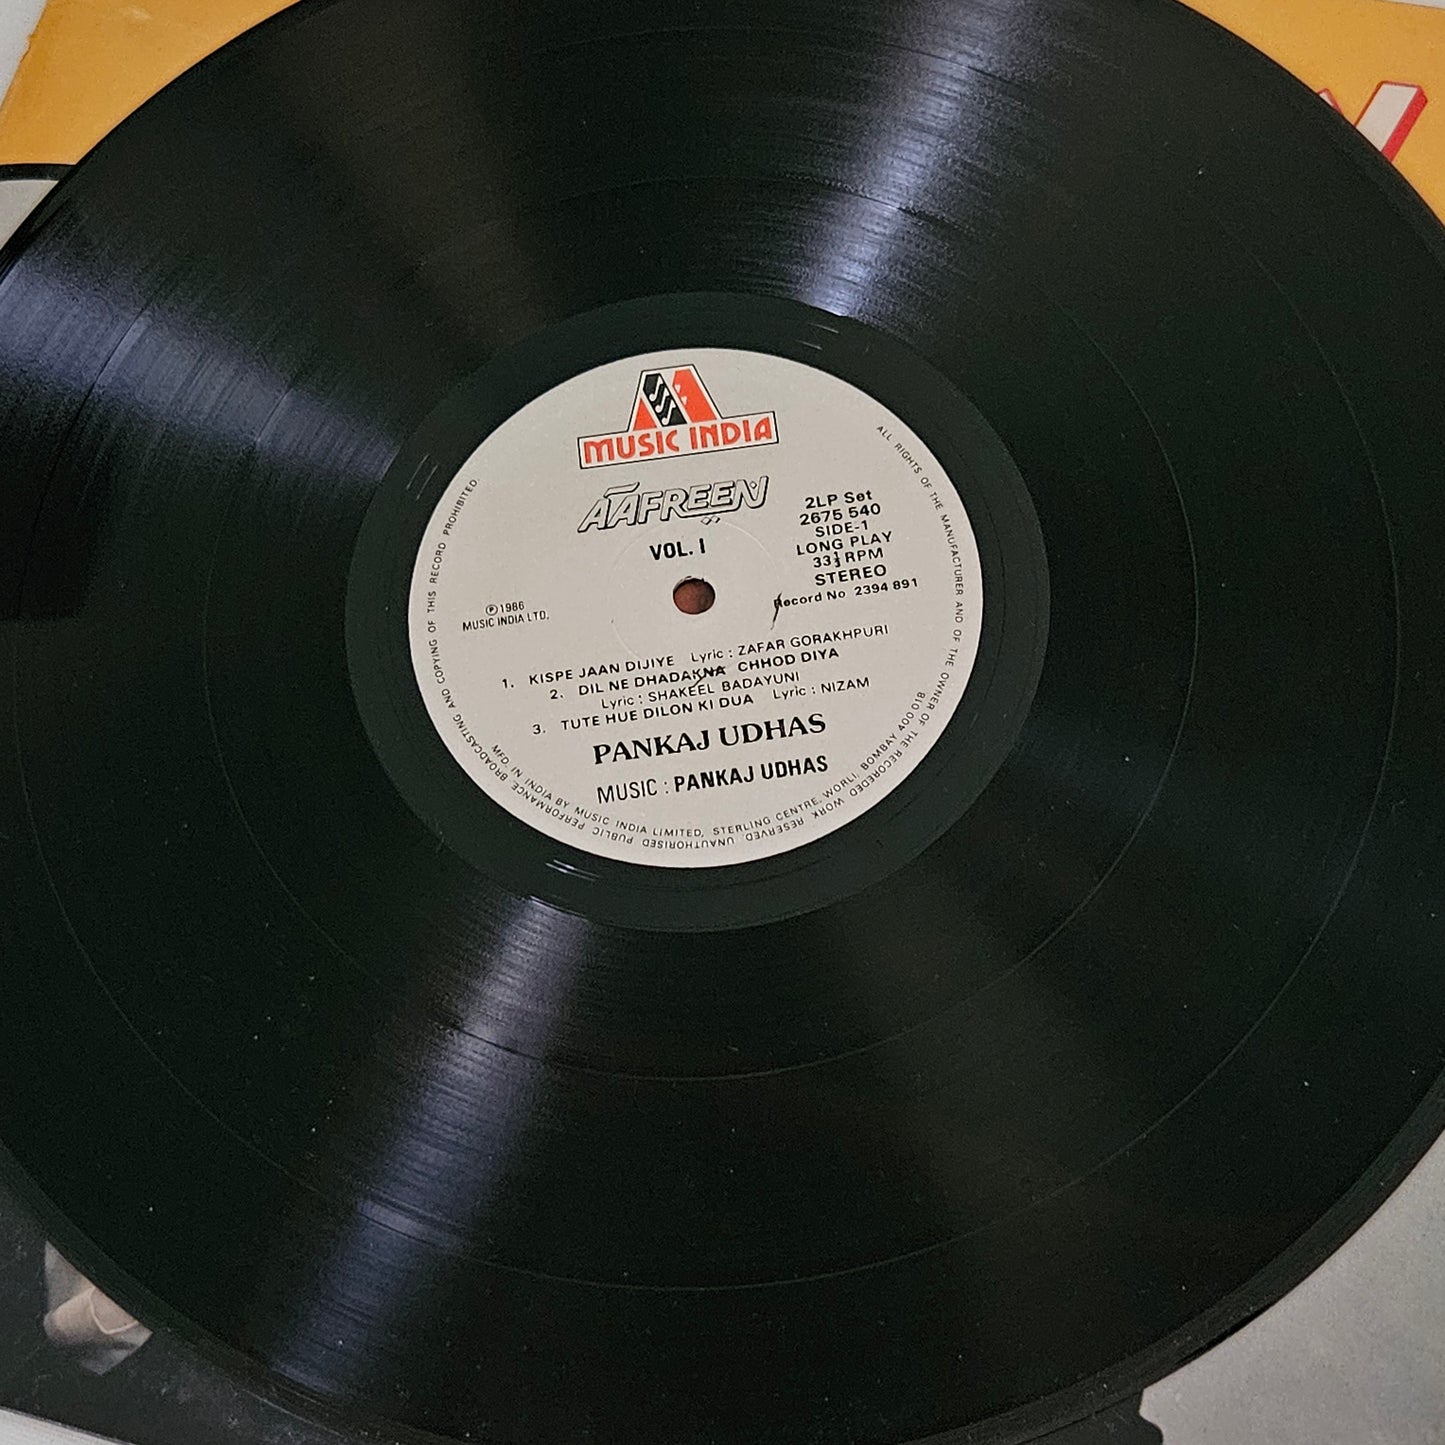 MUSIC INDIA
AAFREEN
VOL. I
2LP Set
2675 540
SIDE-1
LONG PLAY
33⅓ RPM
STEREO
Record No 2394 891
Ⓟ1986
MUSIC INDIA LTD.
1. KISPE JAAN DIJIYE Lyric : ZAFAR GORAKHPURI
2. DIL NE DHADAKNA CHHOD DIYA
Lyric : SHAKEEL BADAYUNI
3. TUTE HUE DILON KI DUA Lyric : NIZAM
PANKAJ UDHAS
MUSIC : PANKAJ UDHAS
MFD. IN INDIA BY MUSIC INDIA LIMITED, STERLING CENTRE, WORLI, BOMBAY 400 018
ALL RIGHTS OF THE MANUFACTURER AND OF THE OWNER OF THE RECORDED WORK RESERVED. UNAUTHORISED PUBLIC PERFORMANCE BROADCASTING AND COPYING OF THIS RECORD PROHIBITED.